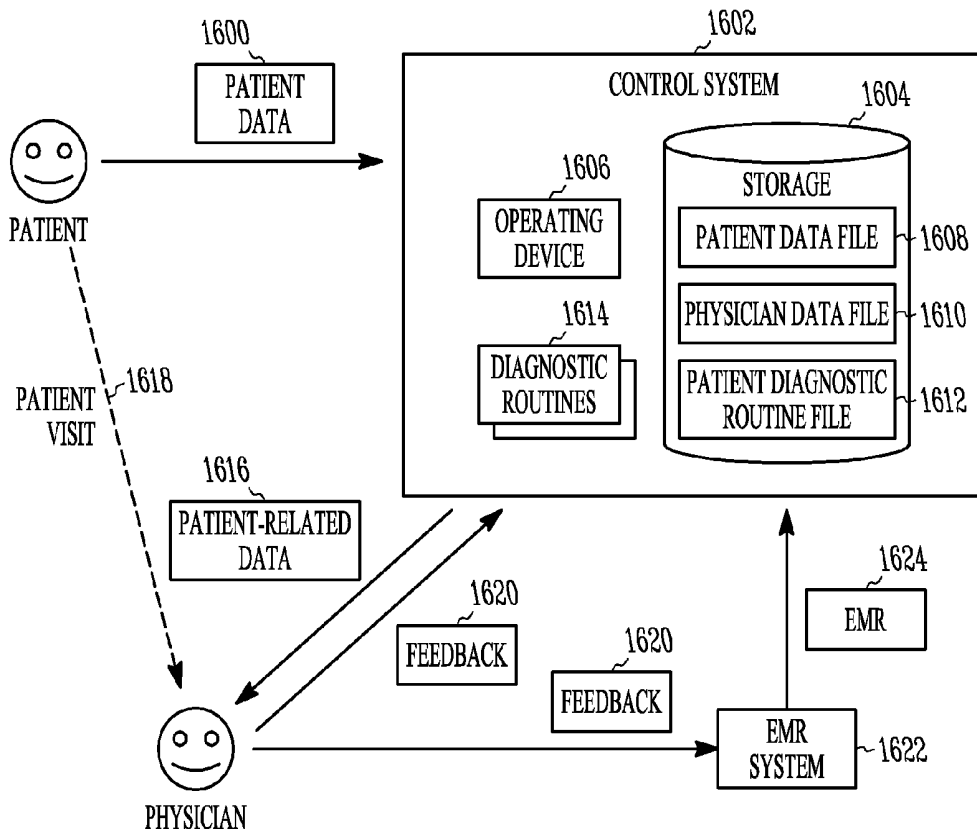 1600
PATIENT
DATA
PATIENT
1602
CONTROL SYSTEM
1604
STORAGE
1606
OPERATING
DEVICE
PATIENT DATA FILE
1608
PHYSICIAN DATA FILE
1610
1614
DIAGNOSTIC
ROUTINES
PATIENT DIAGNOSTIC
ROUTINE FILE
1612
PATIENT
VISIT
1618
1616
PATIENT-RELATED
DATA
1620
FEEDBACK
1620
FEEDBACK
1624
EMR
EMR
SYSTEM
1622
PHYSICIAN